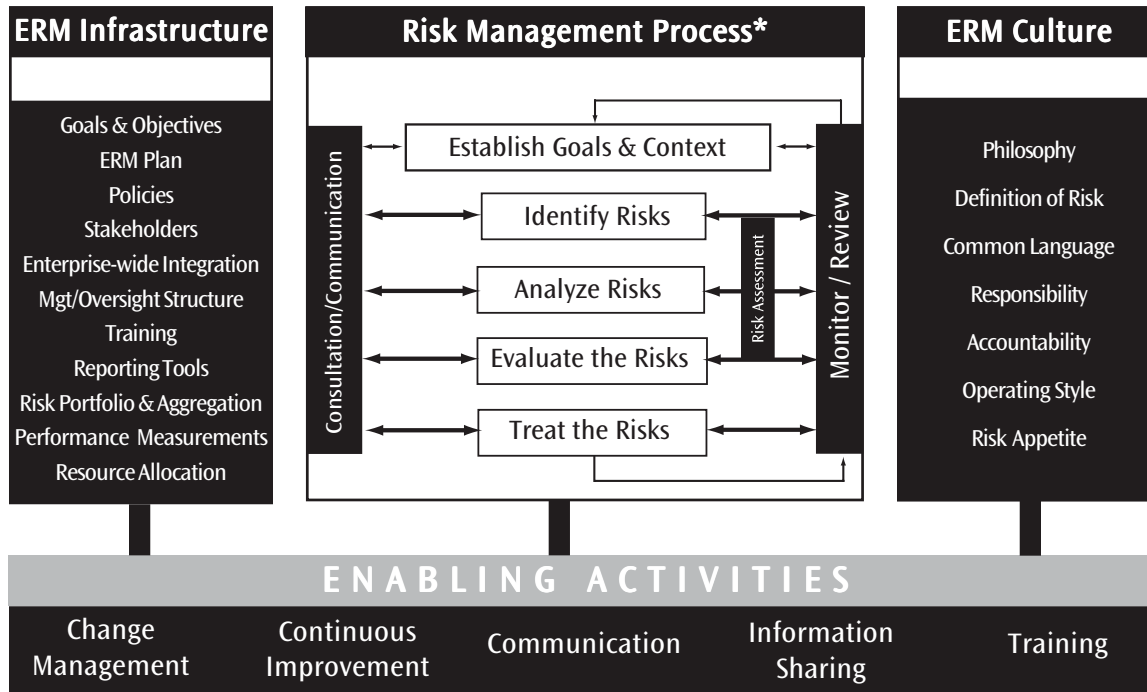 ERM Infrastructure
Goals & Objectives
ERM Plan
Policies
Stakeholders
Enterprise-wide Integration
Mgt/Oversight Structure
Training
Reporting Tools
Risk Portfolio & Aggregation
Performance Measurements
Resource Allocation
Risk Management Process*
Consultation/Communication
Establish Goals & Context
Identify Risks
Analyze Risks
Evaluate the Risks
Treat the Risks
Risk Assessment
Monitor / Review
ERM Culture
Philosophy
Definition of Risk
Common Language
Responsibility
Accountability
Operating Style
Risk Appetite
ENABLING ACTIVITIES
Change
Management
Continuous
Improvement
Communication
Information
Sharing
Training